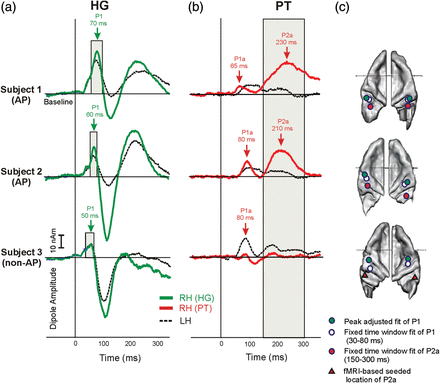 (a) HG (b) PT (c)
P1
70 ms
P1a
65 ms
P2a
230 ms
Subject 1
(AP)
Baseline
P1
60 ms
P1a
80 ms
P2a
210 ms
Subject 2
(AP)
P1
50 ms
P1a
80 ms
Subject 3
(non-AP)
10 nAm
Dipole Amplitude
RH (HG)
RH (PT)
LH
0 100 200 300
Time (ms)
0 100 200 300
Time (ms)
Peak adjusted fit of P1
Fixed time window fit of P1
(30-80 ms)
Fixed time window fit of P2a
(150-300 ms)
fMRI-based seeded
location of P2a